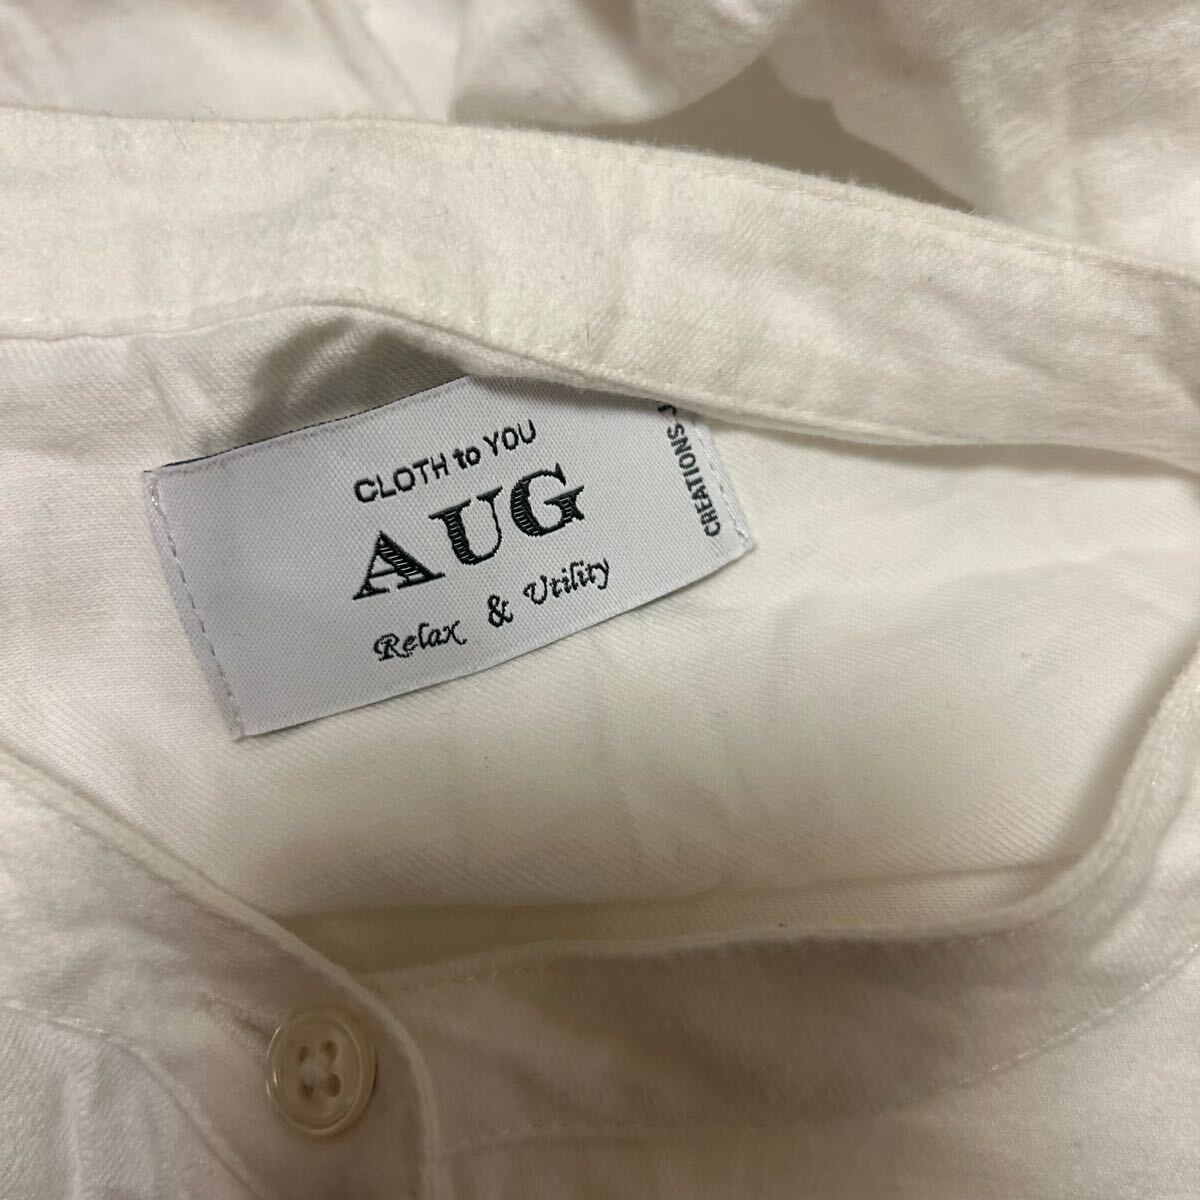 CLOTH to YOU
AUG
Relax & Utility
CREATIONS